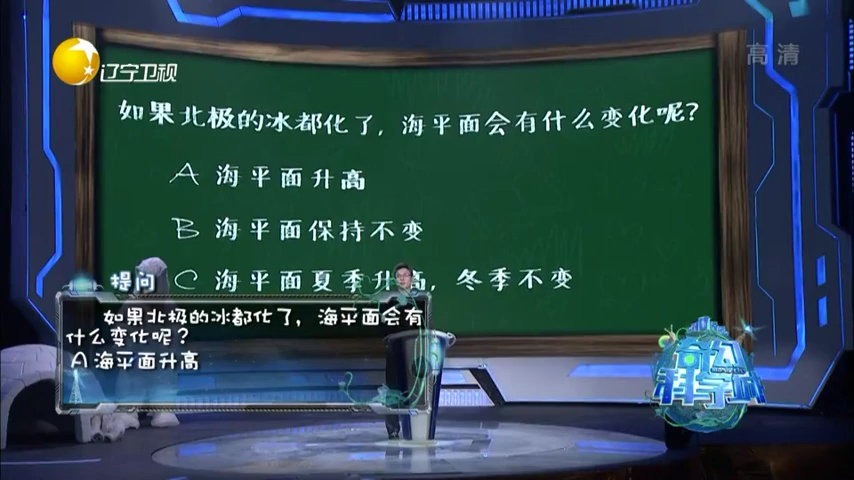 辽宁卫视
高清
如果北极的冰都化了，海平面会有什么变化呢？
A 海平面升高
B 海平面保持不变
C 海平面夏季升高，冬季不变
提问
如果北极的冰都化了，海平面会有
什么变化呢？
A海平面升高